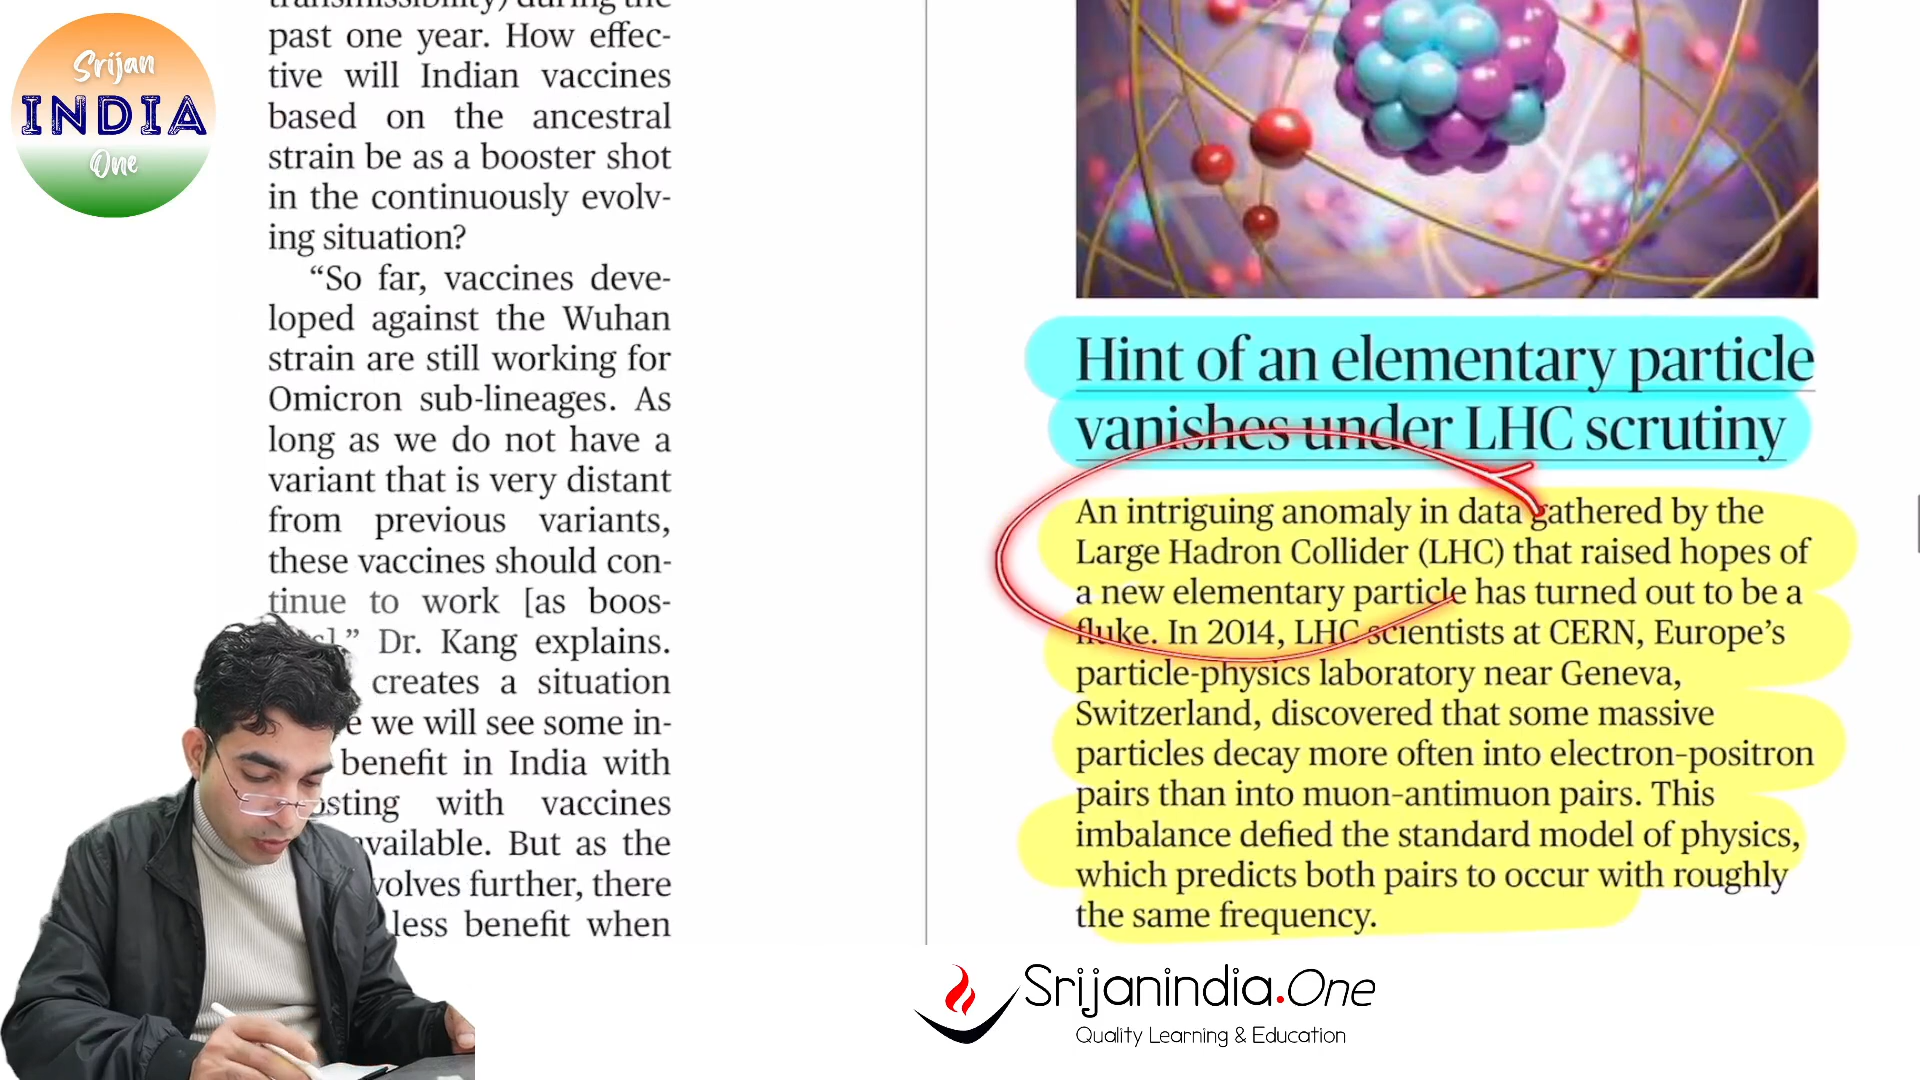 Srijan
INDIA
One
past one year. How effec-
tive will Indian vaccines
based on the ancestral
strain be as a booster shot
in the continuously evolv-
ing situation?
“So far, vaccines deve-
loped against the Wuhan
strain are still working for
Omicron sub-lineages. As
long as we do not have a
variant that is very distant
from previous variants,
these vaccines should con-
tinue to work [as boos-
” Dr. Kang explains.
creates a situation
we will see some in-
benefit in India with
with vaccines
available. But as the
evolves further, there
less benefit when
Hint of an elementary particle
vanishes under LHC scrutiny
An intriguing anomaly in data gathered by the
Large Hadron Collider (LHC) that raised hopes of
a new elementary particle has turned out to be a
fluke. In 2014, LHC scientists at CERN, Europe’s
particle-physics laboratory near Geneva,
Switzerland, discovered that some massive
particles decay more often into electron-positron
pairs than into muon-antimuon pairs. This
imbalance defied the standard model of physics,
which predicts both pairs to occur with roughly
the same frequency.
Srijanindia.One
Quality Learning & Education